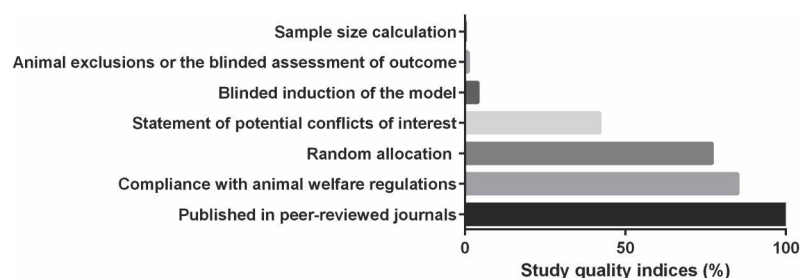 Sample size calculation
Animal exclusions or the blinded assessment of outcome
Blinded induction of the model
Statement of potential conflicts of interest
Random allocation
Compliance with animal welfare regulations
Published in peer-reviewed journals
0 50 100
Study quality indices (%)